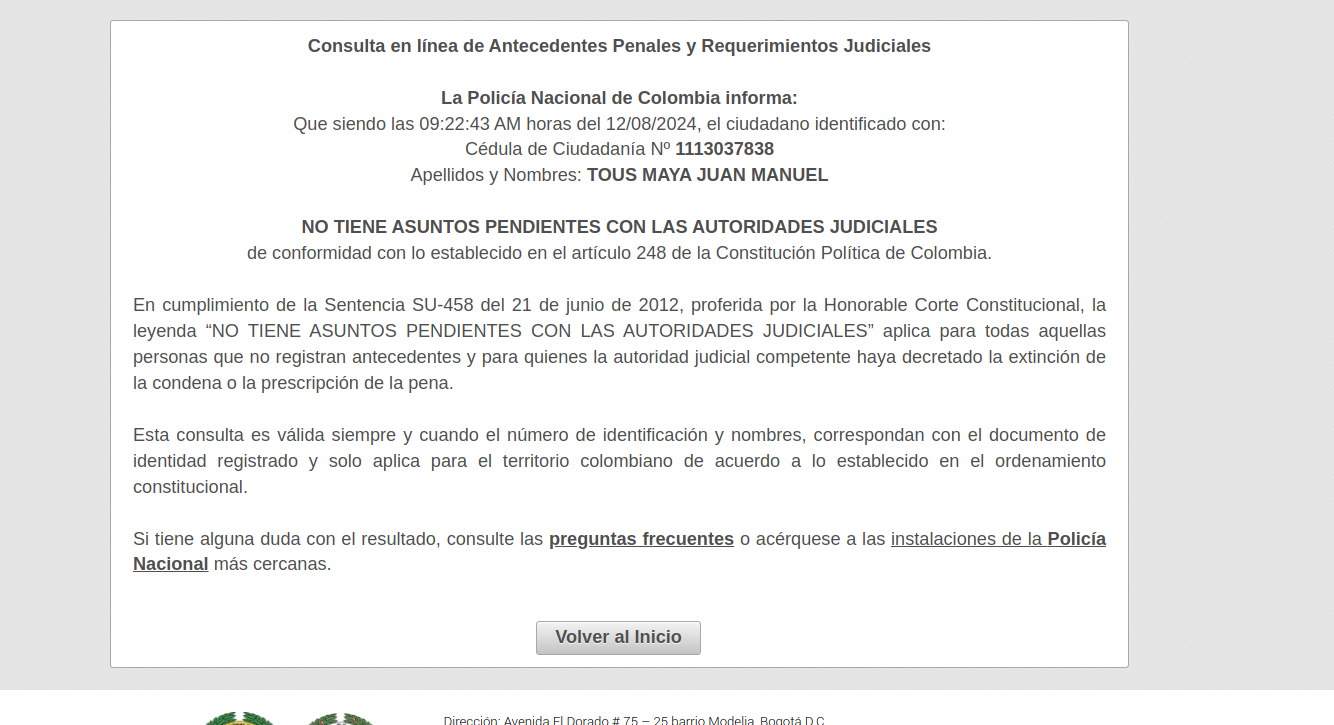 Consulta en línea de Antecedentes Penales y Requerimientos Judiciales
La Policía Nacional de Colombia informa:
Que siendo las 09:22:43 AM horas del 12/08/2024, el ciudadano identificado con:
Cédula de Ciudadanía Nº 1113037838
Apellidos y Nombres: TOUS MAYA JUAN MANUEL
NO TIENE ASUNTOS PENDIENTES CON LAS AUTORIDADES JUDICIALES
de conformidad con lo establecido en el artículo 248 de la Constitución Política de Colombia.
En cumplimiento de la Sentencia SU-458 del 21 de junio de 2012, proferida por la Honorable Corte Constitucional, la
leyenda “NO TIENE ASUNTOS PENDIENTES CON LAS AUTORIDADES JUDICIALES” aplica para todas aquellas
personas que no registran antecedentes y para quienes la autoridad judicial competente haya decretado la extinción de
la condena o la prescripción de la pena.
Esta consulta es válida siempre y cuando el número de identificación y nombres, correspondan con el documento de
identidad registrado y solo aplica para el territorio colombiano de acuerdo a lo establecido en el ordenamiento
constitucional.
Si tiene alguna duda con el resultado, consulte las preguntas frecuentes o acérquese a las instalaciones de la Policía
Nacional más cercanas.
Volver al Inicio
Dirección: Avenida El Dorado # 75 – 25 barrio Modelia, Bogotá D.C